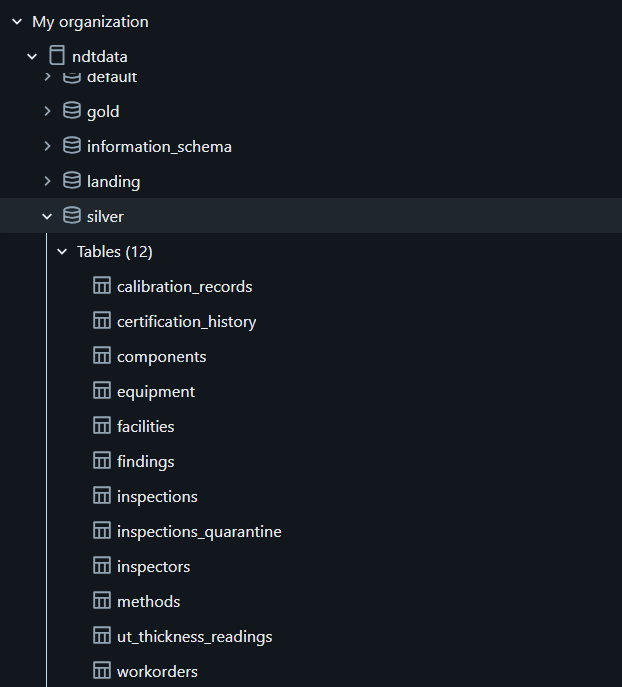 My organization
ndtdata
default
gold
information_schema
landing
silver
Tables (12)
calibration_records
certification_history
components
equipment
facilities
findings
inspections
inspections_quarantine
inspectors
methods
ut_thickness_readings
workorders